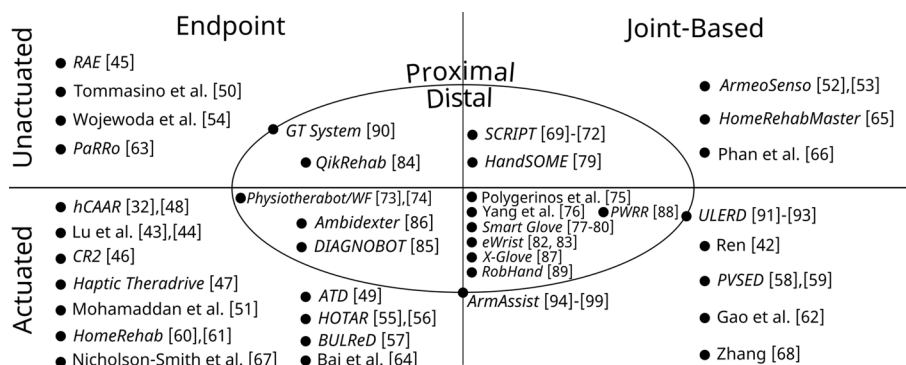 Endpoint
Joint-Based
Unactuated
Actuated
Proximal
Distal
RAE [45]
Tommasino et al. [50]
Wojewoda et al. [54]
PaRRo [63]
GT System [90]
QikRehab [84]
SCRIPT [69]-[72]
HandSOME [79]
ArmeoSenso [52],[53]
HomeRehabMaster [65]
Phan et al. [66]
hCAAR [32],[48]
Lu et al. [43],[44]
CR2 [46]
Haptic Theradrive [47]
Mohamaddan et al. [51]
HomeRehab [60],[61]
Nicholson-Smith et al. [67]
Physiotherabot/WF [73],[74]
Ambidexter [86]
DIAGNOBOT [85]
ATD [49]
HOTAR [55],[56]
BULReD [57]
Bai et al. [64]
Polygerinos et al. [75]
Yang et al. [76]
PWRR [88]
Smart Glove [77-80]
eWrist [82, 83]
X-Glove [87]
RobHand [89]
ArmAssist [94]-[99]
ULERD [91]-[93]
Ren [42]
PVSED [58],[59]
Gao et al. [62]
Zhang [68]